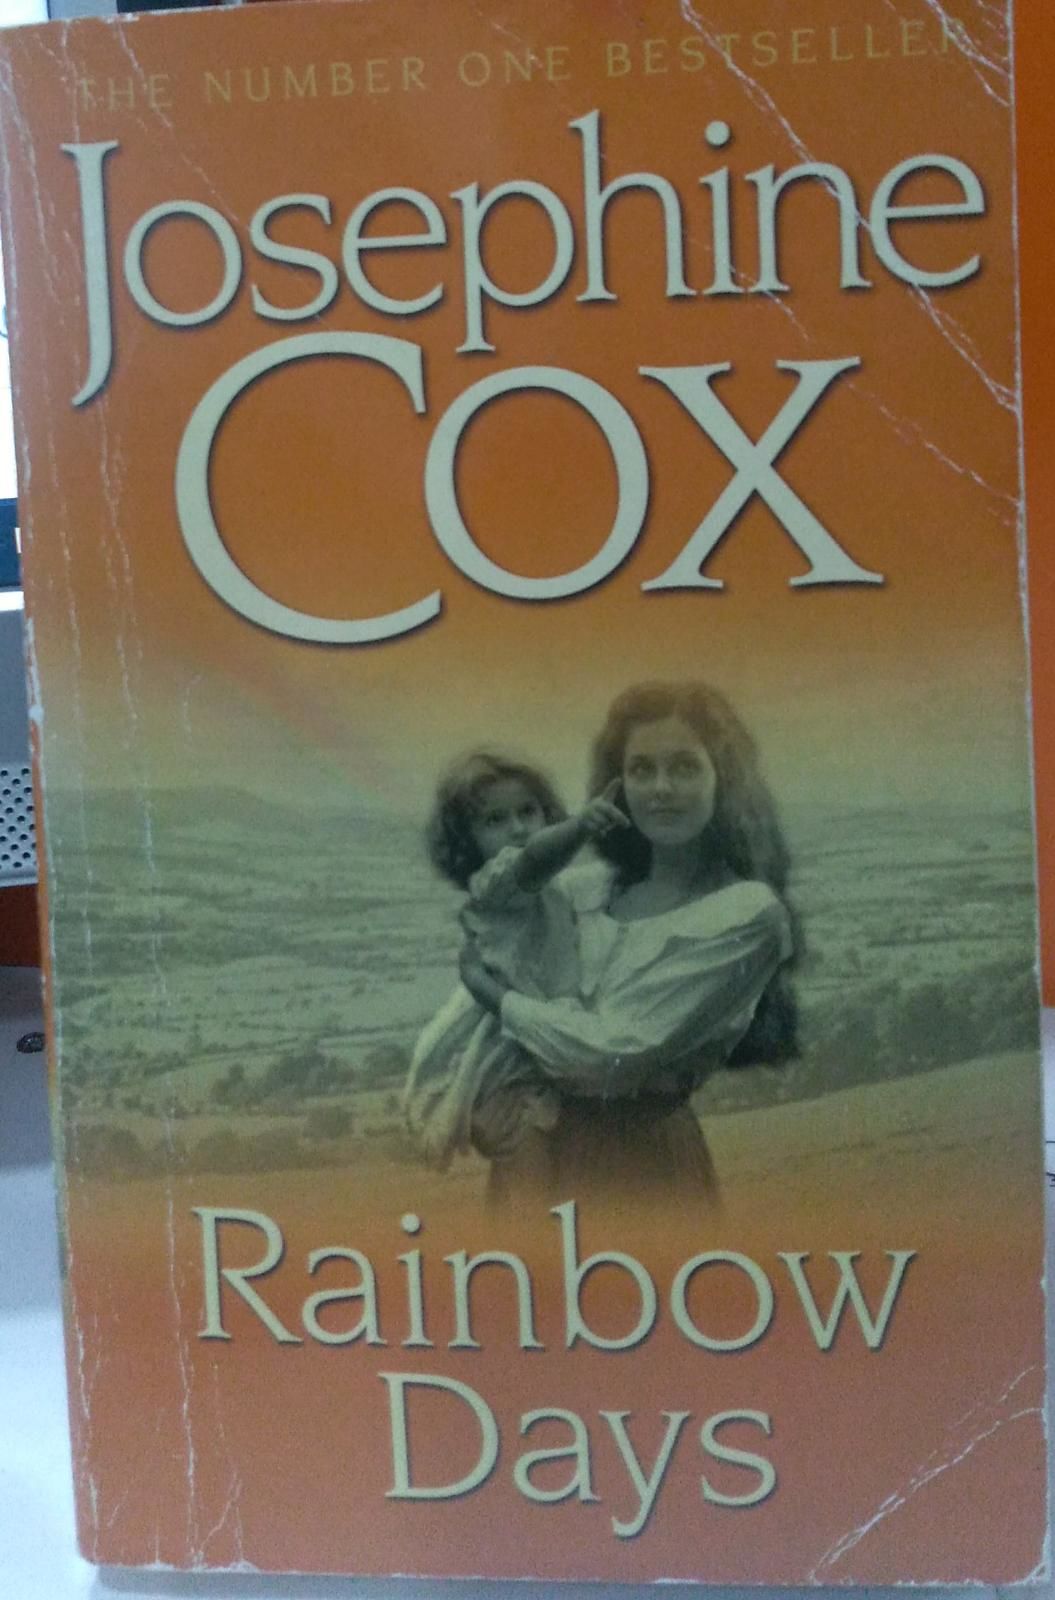 THE NUMBER ONE BESTSELLER
Josephine
Cox
Rainbow
Days